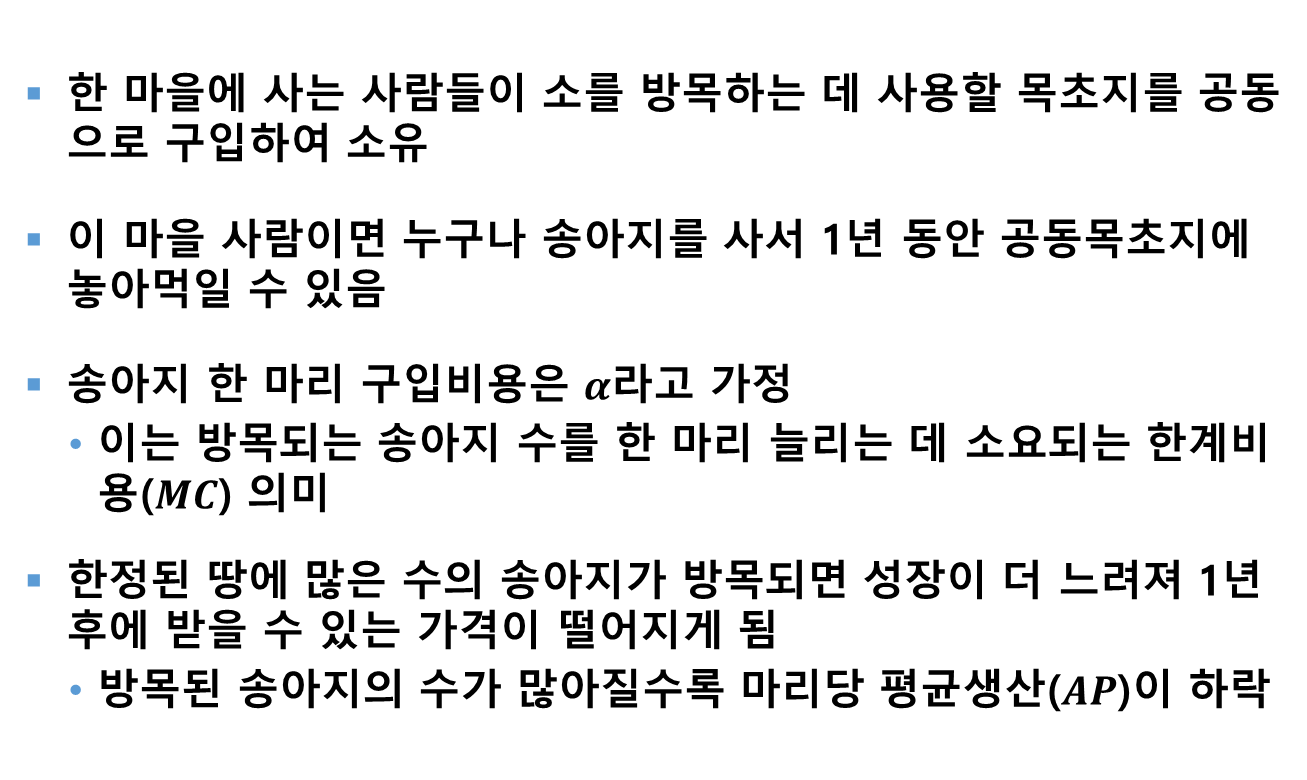 ▪ 한 마을에 사는 사람들이 소를 방목하는 데 사용할 목초지를 공동
으로 구입하여 소유
▪ 이 마을 사람이면 누구나 송아지를 사서 1년 동안 공동목초지에
놓아먹일 수 있음
▪ 송아지 한 마리 구입비용은 α라고 가정
• 이는 방목되는 송아지 수를 한 마리 늘리는 데 소요되는 한계비
용(MC) 의미
▪ 한정된 땅에 많은 수의 송아지가 방목되면 성장이 더 느려져 1년
후에 받을 수 있는 가격이 떨어지게 됨
• 방목된 송아지의 수가 많아질수록 마리당 평균생산(AP)이 하락